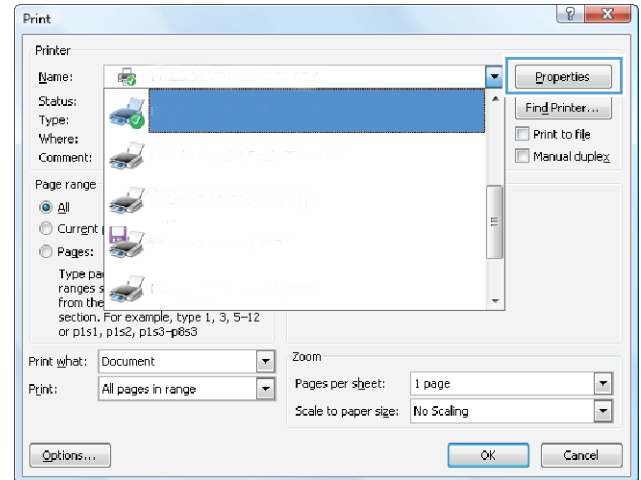 Print
Printer
Name:
Properties
Status:
Type:
Find Printer...
Where:
Print to file
Comment:
Manual duplex
Page range
All
Current
Pages:
Type
ranges
from the
section. For example, type 1, 3, 5–12
or p1s1, p1s2, p1s3–p8s3
Print what: Document
Print: All pages in range
Zoom
Pages per sheet: 1 page
Scale to paper size: No Scaling
Options...
OK
Cancel